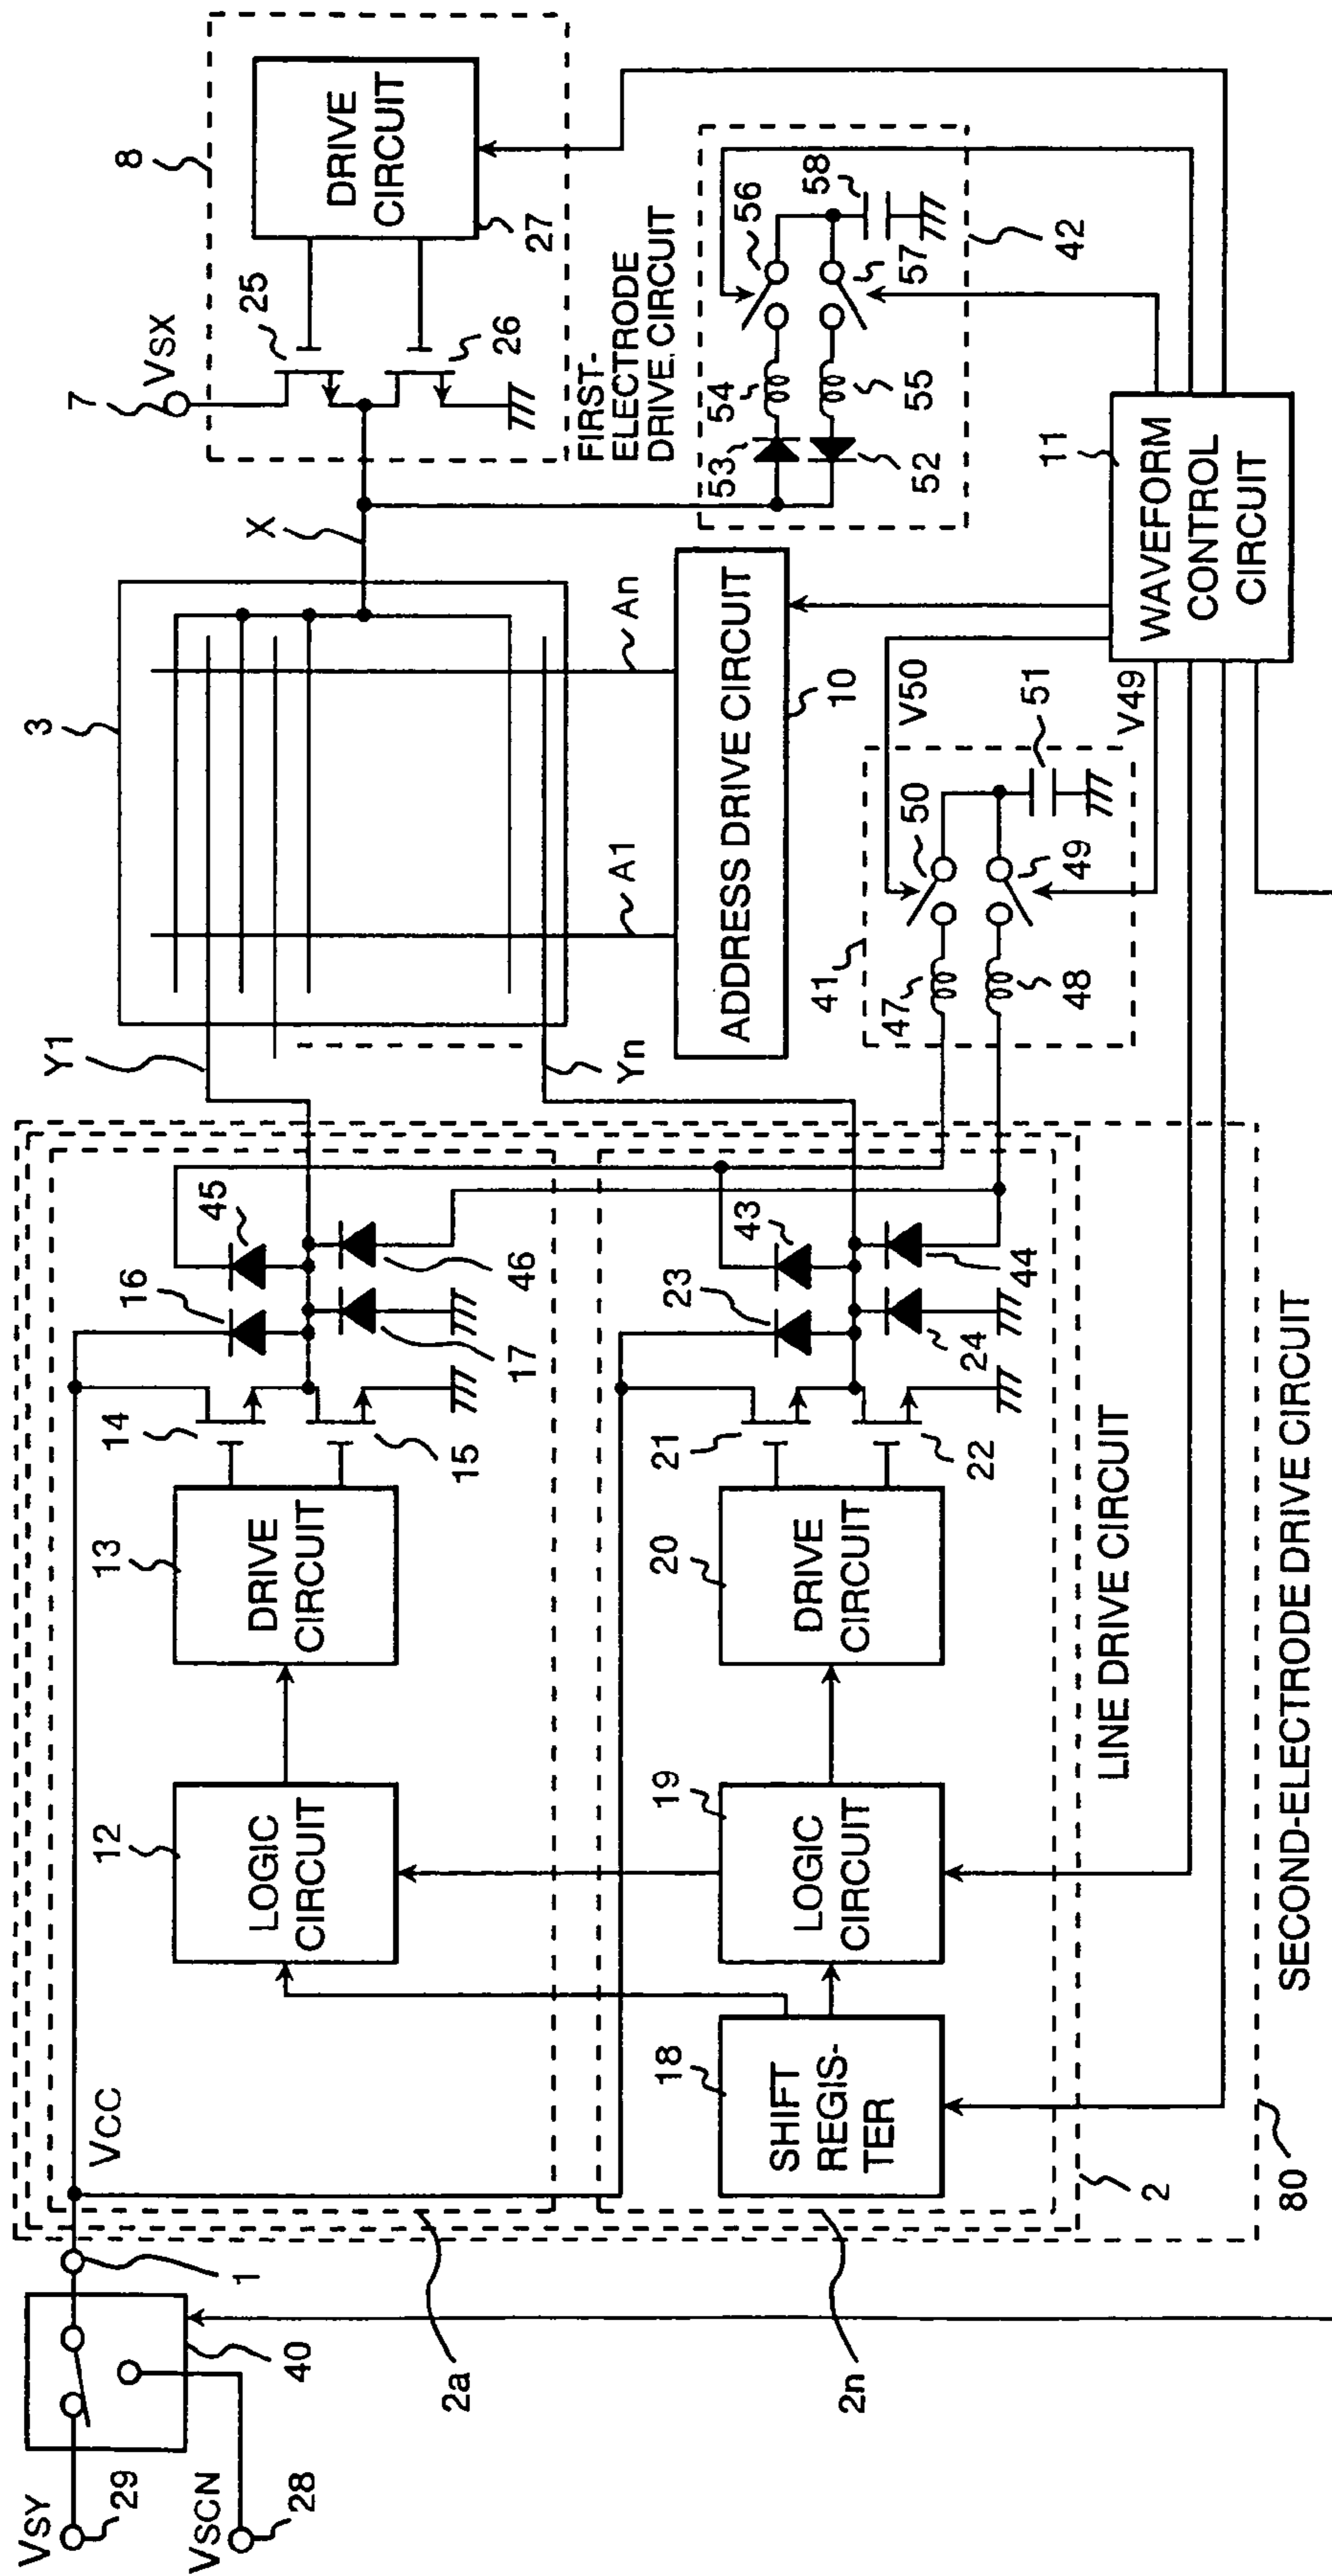 VSY
29
VSCN
28
40
1
VCC
2a
2n
12
LOGIC
CIRCUIT
13
DRIVE
CIRCUIT
14
15
16
17
45
46
18
SHIFT
REGIS-
TER
19
LOGIC
CIRCUIT
20
DRIVE
CIRCUIT
21
22
23
24
43
44
2
LINE DRIVE CIRCUIT
80
SECOND-ELECTRODE DRIVE CIRCUIT
Y1
Yn
3
A1
An
ADDRESS DRIVE CIRCUIT
10
X
7
VSX
8
25
26
DRIVE
CIRCUIT
27
FIRST-
ELECTRODE
DRIVE CIRCUIT
53
54
56
58
52
55
57
42
41
47
48
50
49
51
V50
V49
11
WAVEFORM
CONTROL
CIRCUIT